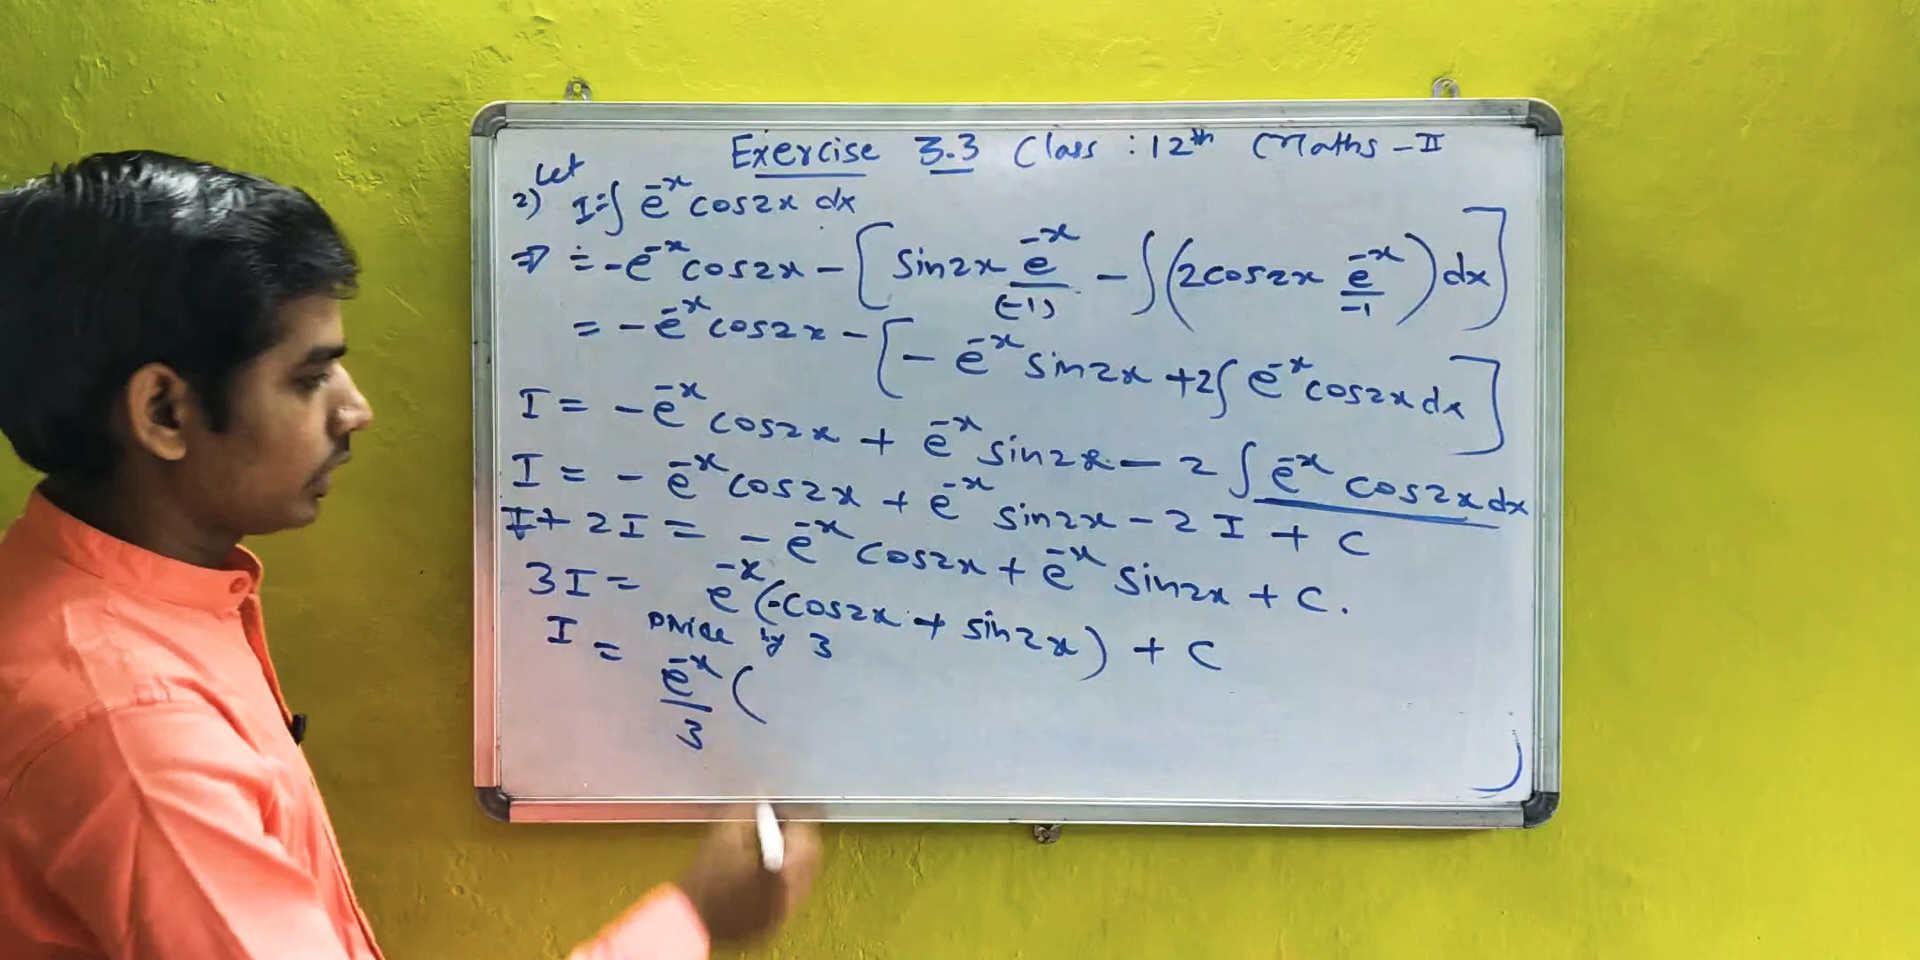 Exercise 3.3 Class : 12th Maths - II
Let
2) I = ∫ e^-x cos2x dx
⇒ = -e^-x cos2x - [ sin2x e^-x/(-1) - ∫ (2cos2x e^-x/-1) dx ]
= - e^-x cos2x - [ - e^-x sin2x + 2∫ e^-x cos2x dx ]
I = - e^-x cos2x + e^-x sin2x - 2 ∫ e^-x cos2x dx
I = - e^-x cos2x + e^-x sin2x - 2 I + C
I + 2I = - e^-x cos2x + e^-x sin2x + C.
3I = e^-x (-cos2x + sin2x) + C
Divide by 3
I = e^-x/3 (